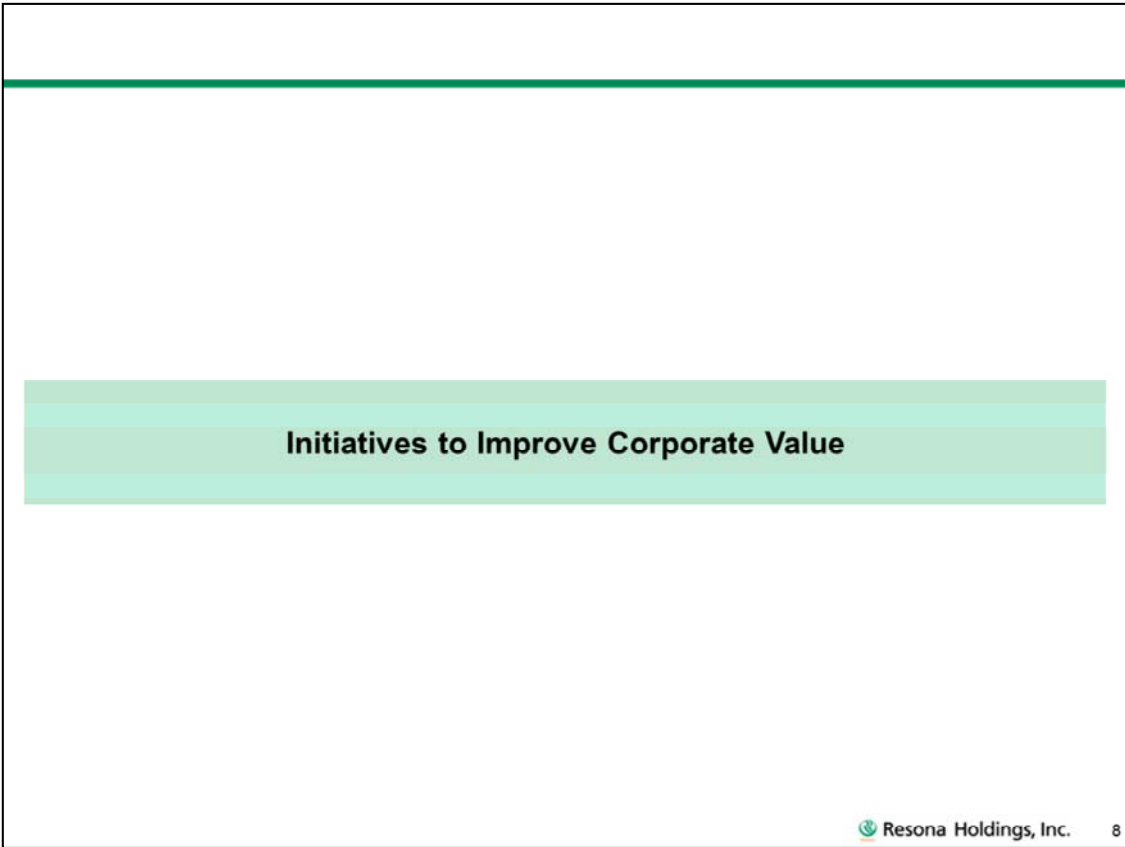 Initiatives to Improve Corporate Value
Resona Holdings, Inc. 8